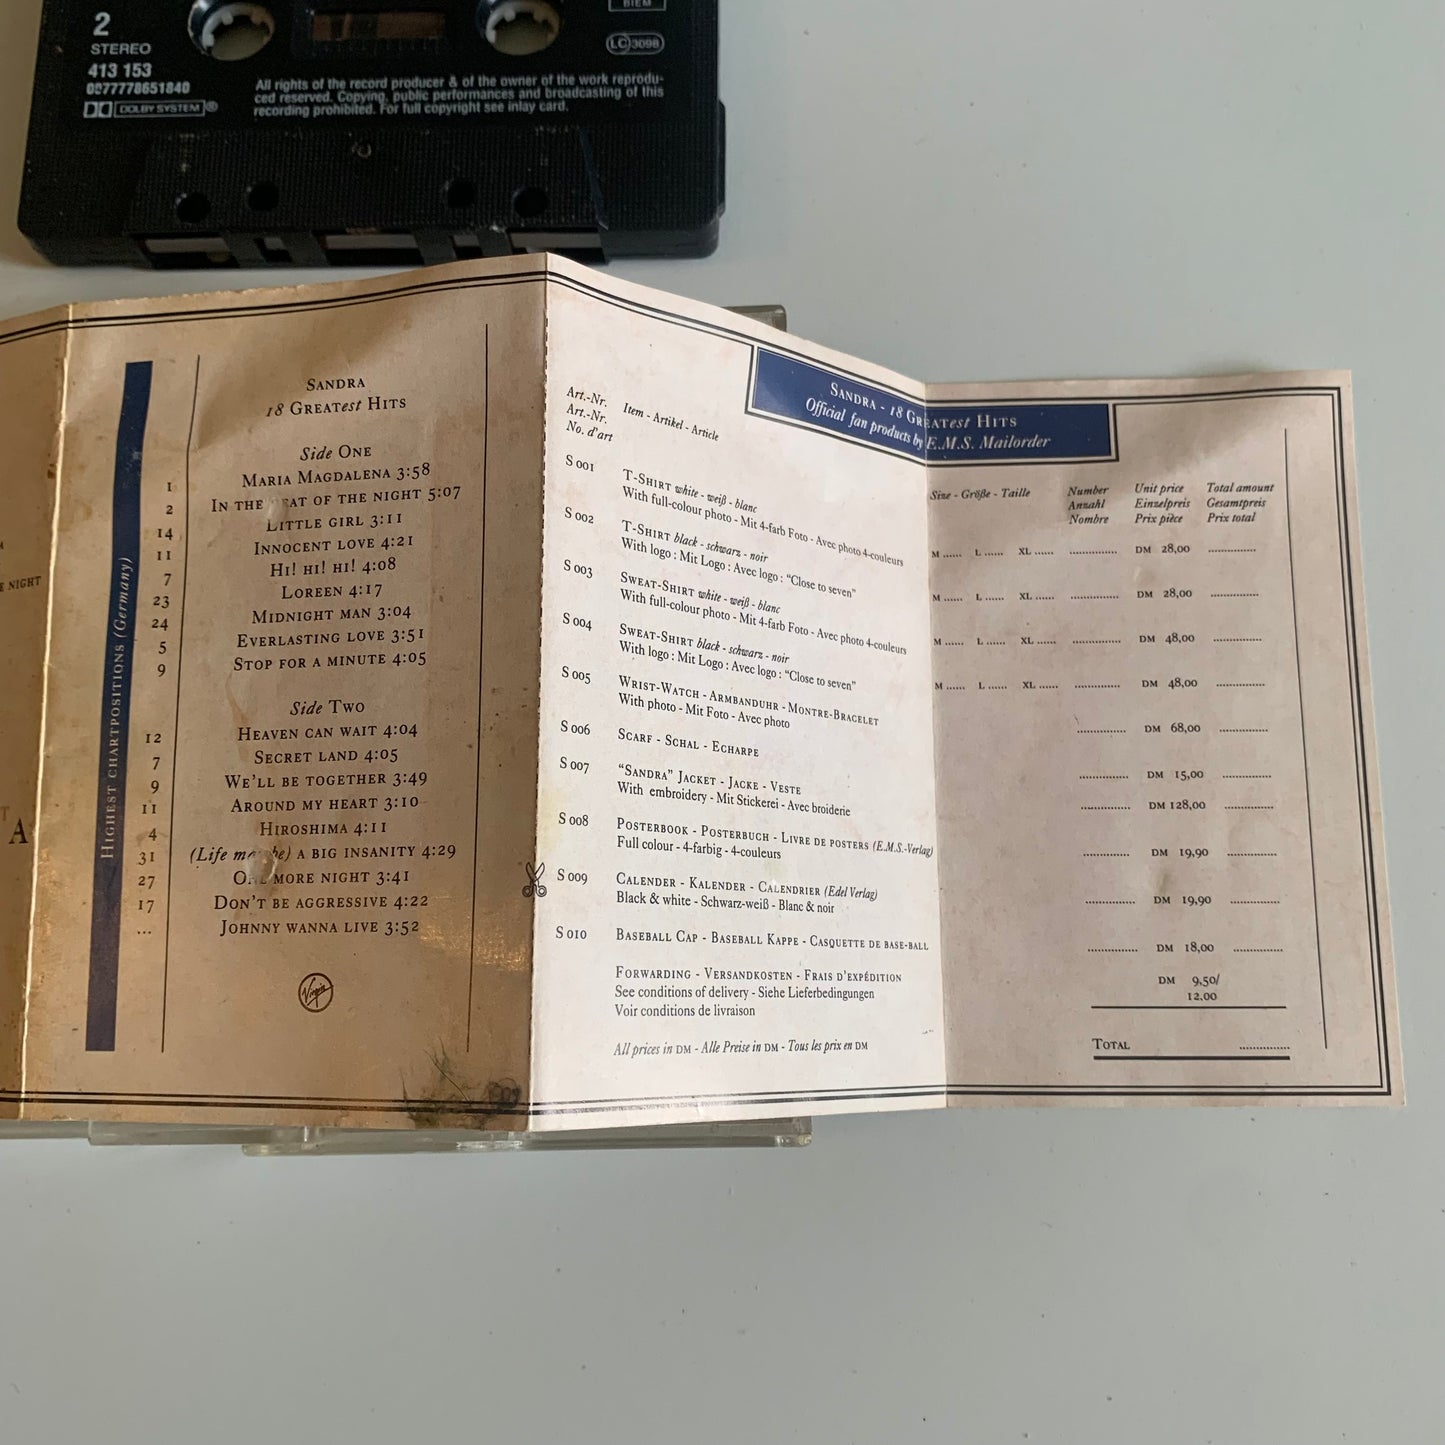 2
STEREO
413 153
0077778651840
DOLBY SYSTEM
BIEM
LC 3098
All rights of the record producer & of the owner of the work reprodu-
ced reserved. Copying, public performances and broadcasting of this
recording prohibited. For full copyright see inlay card.
NIGHT
A
HIGHEST CHARTPOSITIONS (Germany)
SANDRA
18 GREATEST HITS
Side ONE
1 MARIA MAGDALENA 3:58
2 IN THE EAT OF THE NIGHT 5:07
14 LITTLE GIRL 3:11
11 INNOCENT LOVE 4:21
7 HI! HI! HI! 4:08
23 LOREEN 4:17
24 MIDNIGHT MAN 3:04
5 EVERLASTING LOVE 3:51
9 STOP FOR A MINUTE 4:05
Side TWO
12 HEAVEN CAN WAIT 4:04
7 SECRET LAND 4:05
9 WE'LL BE TOGETHER 3:49
11 AROUND MY HEART 3:10
4 HIROSHIMA 4:11
31 (Life may be) A BIG INSANITY 4:29
27 ONE MORE NIGHT 3:41
17 DON'T BE AGGRESSIVE 4:22
... JOHNNY WANNA LIVE 3:52
Virgin
SANDRA - 18 GREATEST HITS
Official fan products by E.M.S. Mailorder
Art.-Nr. Item - Artikel - Article
Art.-Nr.
No. d'art
Size - Größe - Taille
Number
Anzahl
Nombre
Unit price
Einzelpreis
Prix pièce
Total amount
Gesamtpreis
Prix total
S 001 T-SHIRT white - weiß - blanc
With full-colour photo - Mit 4-farb Foto - Avec photo 4-couleurs
M ...... L ...... XL ...... .............. DM 28,00 ..............
S 002 T-SHIRT black - schwarz - noir
With logo : Mit Logo : Avec logo : "Close to seven"
M ...... L ...... XL ...... .............. DM 28,00 ..............
S 003 SWEAT-SHIRT white - weiß - blanc
With full-colour photo - Mit 4-farb Foto - Avec photo 4-couleurs
M ...... L ...... XL ...... .............. DM 48,00 ..............
S 004 SWEAT-SHIRT black - schwarz - noir
With logo : Mit Logo : Avec logo : "Close to seven"
M ...... L ...... XL ...... .............. DM 48,00 ..............
S 005 WRIST-WATCH - ARMBANDUHR - MONTRE-BRACELET
With photo - Mit Foto - Avec photo
.............. DM 68,00 ..............
S 006 SCARF - SCHAL - ECHARPE
.............. DM 15,00 ..............
S 007 "SANDRA" JACKET - JACKE - VESTE
With embroidery - Mit Stickerei - Avec broiderie
.............. DM 128,00 ..............
S 008 POSTERBOOK - POSTERBUCH - LIVRE DE POSTERS (E.M.S.-Verlag)
Full colour - 4-farbig - 4-couleurs
.............. DM 19,90 ..............
S 009 CALENDER - KALENDER - CALENDRIER (Edel Verlag)
Black & white - Schwarz-weiß - Blanc & noir
.............. DM 19,90 ..............
S 010 BASEBALL CAP - BASEBALL KAPPE - CASQUETTE DE BASE-BALL
.............. DM 18,00 ..............
FORWARDING - VERSANDKOSTEN - FRAIS D'EXPÉDITION
See conditions of delivery - Siehe Lieferbedingungen
Voir conditions de livraison
DM 9,50/
12,00
All prices in DM - Alle Preise in DM - Tous les prix en DM
TOTAL ..............